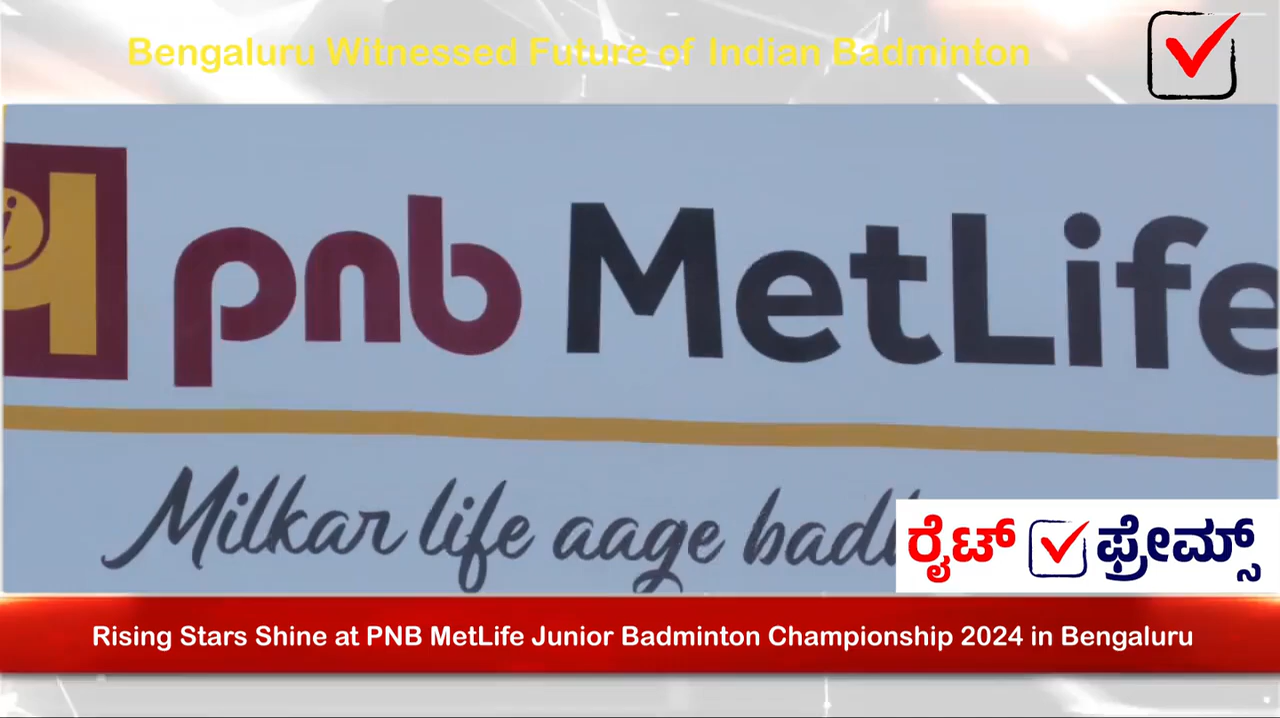 Bengaluru Witnessed Future of Indian Badminton
pnb MetLife
Milkar life aage
ರೈಟ್ ಫ್ರೇಮ್ಸ್
Rising Stars Shine at PNB MetLife Junior Badminton Championship 2024 in Bengaluru